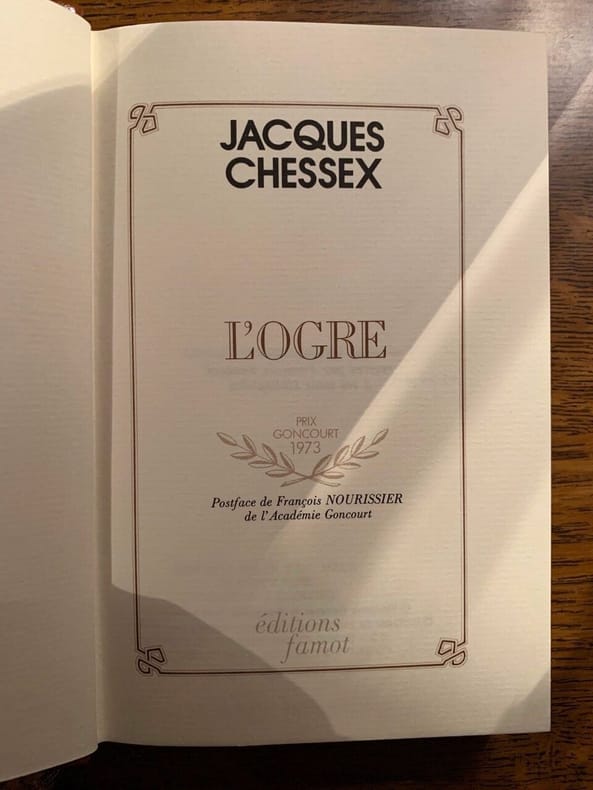 JACQUES
CHESSEX
L'OGRE
PRIX
GONCOURT
1973
Postface de François NOURISSIER
de l'Académie Goncourt
éditions
famot